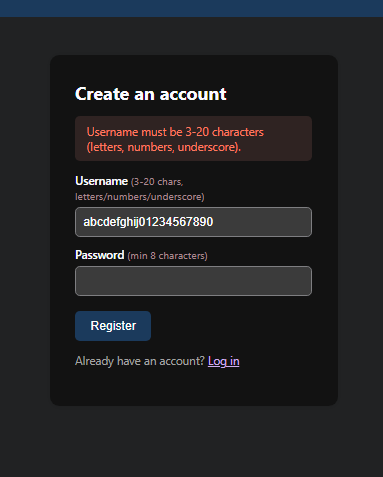 Create an account
Username must be 3-20 characters
(letters, numbers, underscore).
Username (3-20 chars,
letters/numbers/underscore)
abcdefghij01234567890
Password (min 8 characters)
Register
Already have an account? Log in